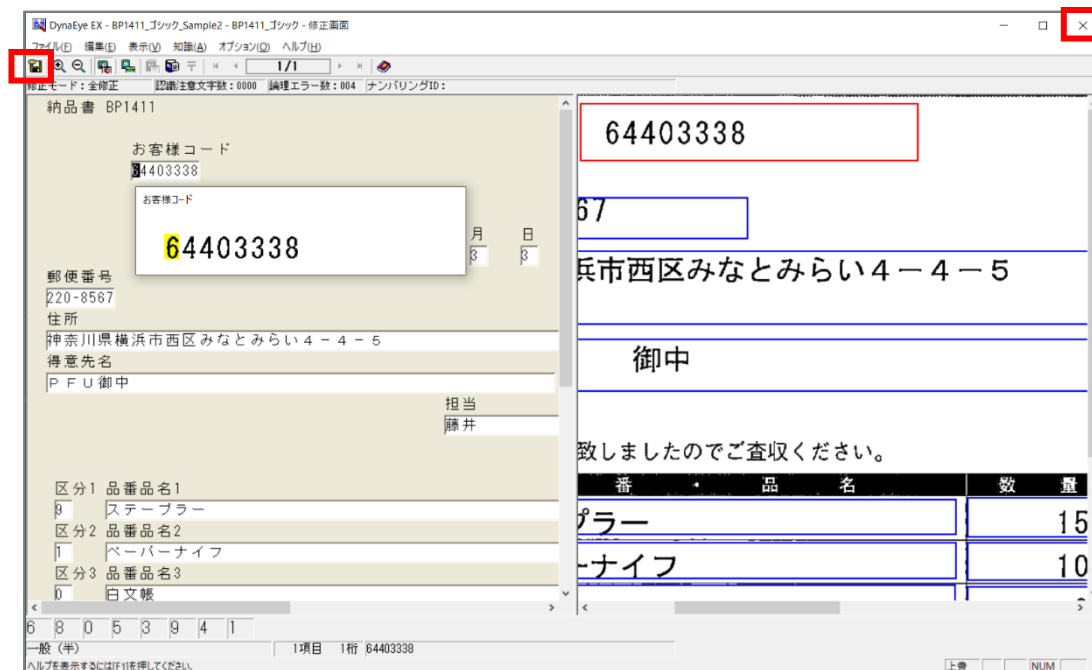 DynaEye EX - BP1411_ゴシック_Sample2 - BP1411_ゴシック - 修正画面
ファイル(F) 編集(E) 表示(V) 知識(A) オプション(O) ヘルプ(H)
1/1
修正モード:全修正 認識注意文字数:0000 論理エラー数:004 ナンバリングID:
納品書 BP1411
お客様コード
64403338
お客様コード
64403338
月 日
3 3
郵便番号
220-8567
住所
神奈川県横浜市西区みなとみらい4-4-5
得意先名
PFU御中
担当
藤井
区分1 品番品名1
9 ステープラー
区分2 品番品名2
1 ペーパーナイフ
区分3 品番品名3
0 白文帳
64403338
67
浜市西区みなとみらい4-4-5
御中
致しましたのでご査収ください。
番・品名 数量
プラー 15
ーナイフ 10
6 8 0 5 3 9 4 1
一般(半) 1項目 1桁 64403338
ヘルプを表示するには[F1]を押してください。 上書 NUM